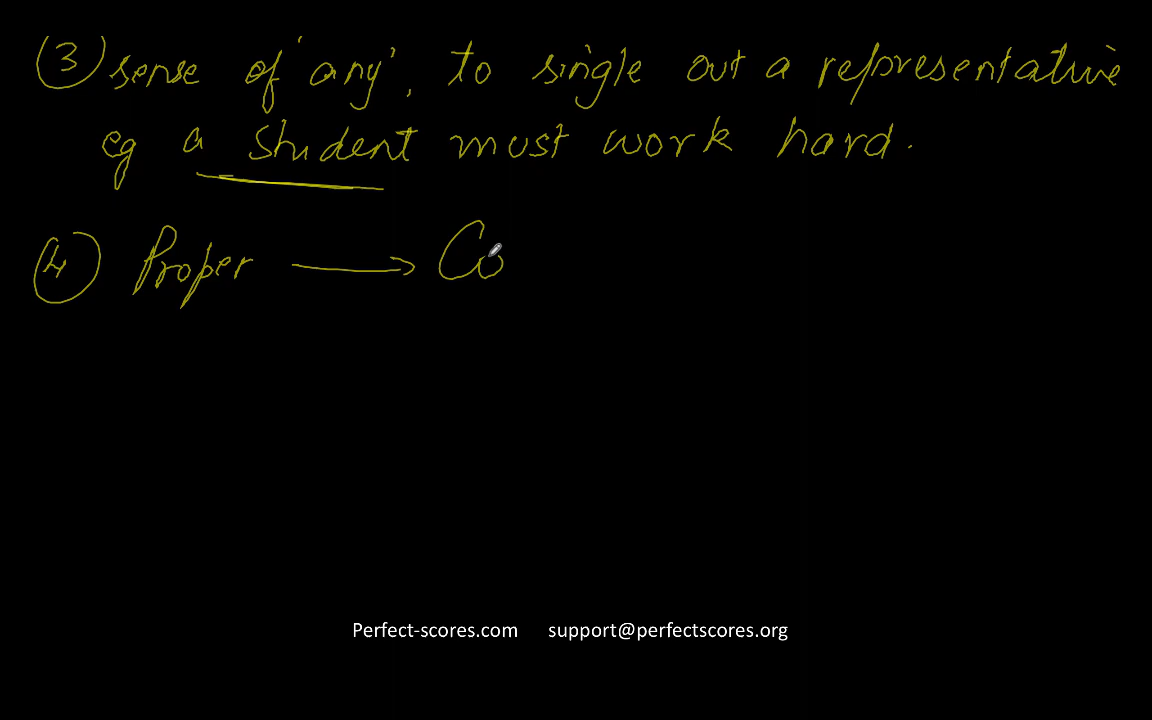 (3) sense of 'any', to single out a representative
eg a student must work hard.
(4) Proper → Co
Perfect-scores.com support@perfectscores.org